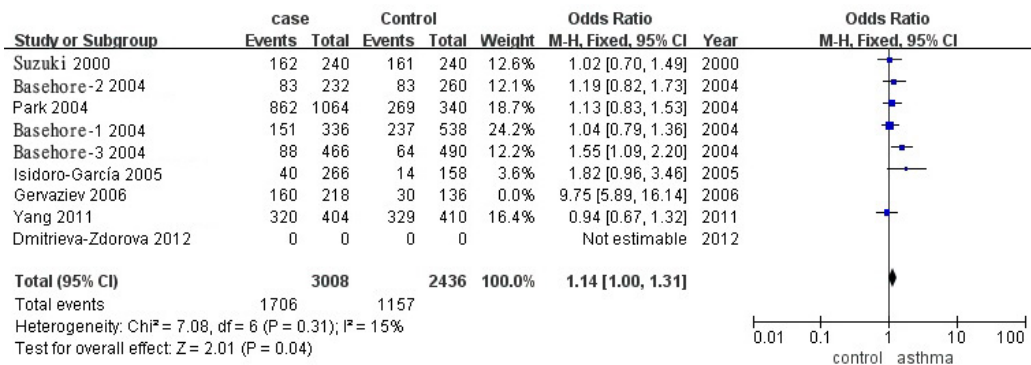 case Control Odds Ratio Odds Ratio
Study or Subgroup Events Total Events Total Weight M-H, Fixed, 95% CI Year M-H, Fixed, 95% CI
Suzuki 2000 162 240 161 240 12.6% 1.02 [0.70, 1.49] 2000
Basehore-2 2004 83 232 83 260 12.1% 1.19 [0.82, 1.73] 2004
Park 2004 862 1064 269 340 18.7% 1.13 [0.83, 1.53] 2004
Basehore-1 2004 151 336 237 538 24.2% 1.04 [0.79, 1.36] 2004
Basehore-3 2004 88 466 64 490 12.2% 1.55 [1.09, 2.20] 2004
Isidoro-García 2005 40 266 14 158 3.6% 1.82 [0.96, 3.46] 2005
Gervaziev 2006 160 218 30 136 0.0% 9.75 [5.89, 16.14] 2006
Yang 2011 320 404 329 410 16.4% 0.94 [0.67, 1.32] 2011
Dmitrieva-Zdorova 2012 0 0 0 0 Not estimable 2012
Total (95% CI) 3008 2436 100.0% 1.14 [1.00, 1.31]
Total events 1706 1157
Heterogeneity: Chi² = 7.08, df = 6 (P = 0.31); I² = 15%
Test for overall effect: Z = 2.01 (P = 0.04)
0.01 0.1 1 10 100
control asthma